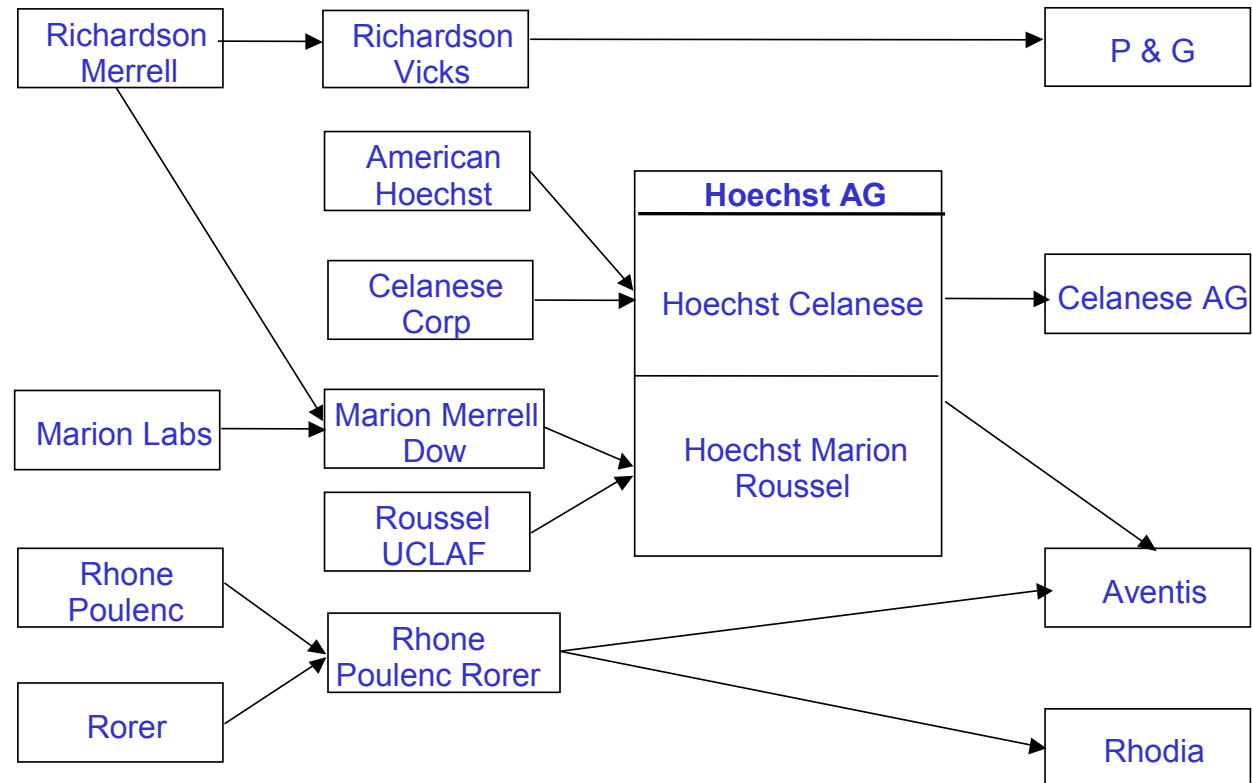 Richardson
Merrell
Richardson
Vicks
P & G
American
Hoechst
Hoechst AG
Celanese
Corp
Hoechst Celanese
Celanese AG
Marion Labs
Marion Merrell
Dow
Hoechst Marion
Roussel
Roussel
UCLAF
Rhone
Poulenc
Aventis
Rhone
Poulenc Rorer
Rorer
Rhodia